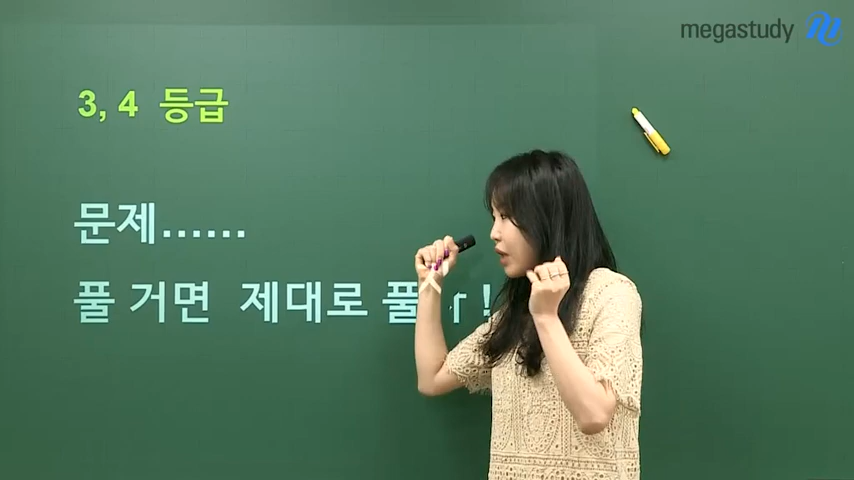 megastudy
3, 4 등급
문제......
풀 거면 제대로 풀 !